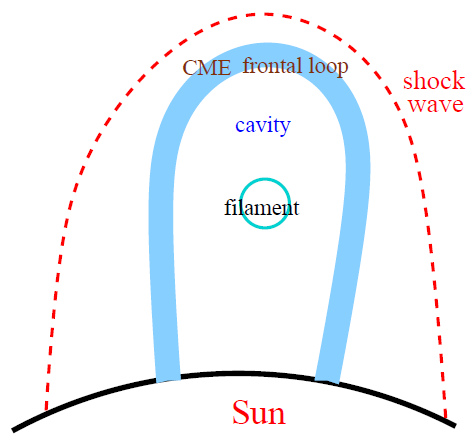 CME frontal loop
shock
wave
cavity
filament
Sun